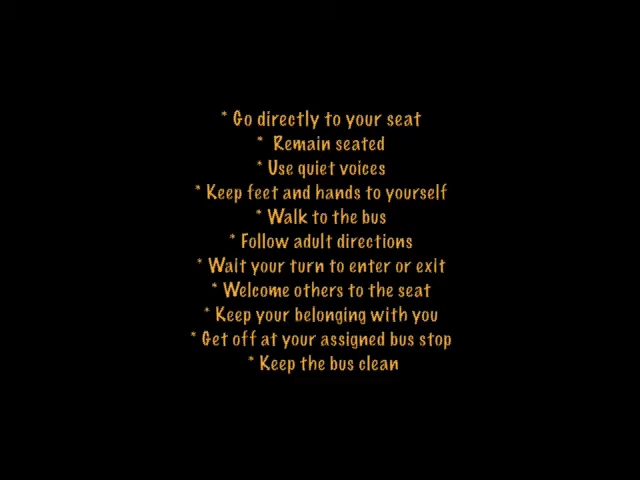 * Go directly to your seat
* Remain seated
* Use quiet voices
* Keep feet and hands to yourself
* Walk to the bus
* Follow adult directions
* Wait your turn to enter or exit
* Welcome others to the seat
* Keep your belonging with you
* Get off at your assigned bus stop
* Keep the bus clean